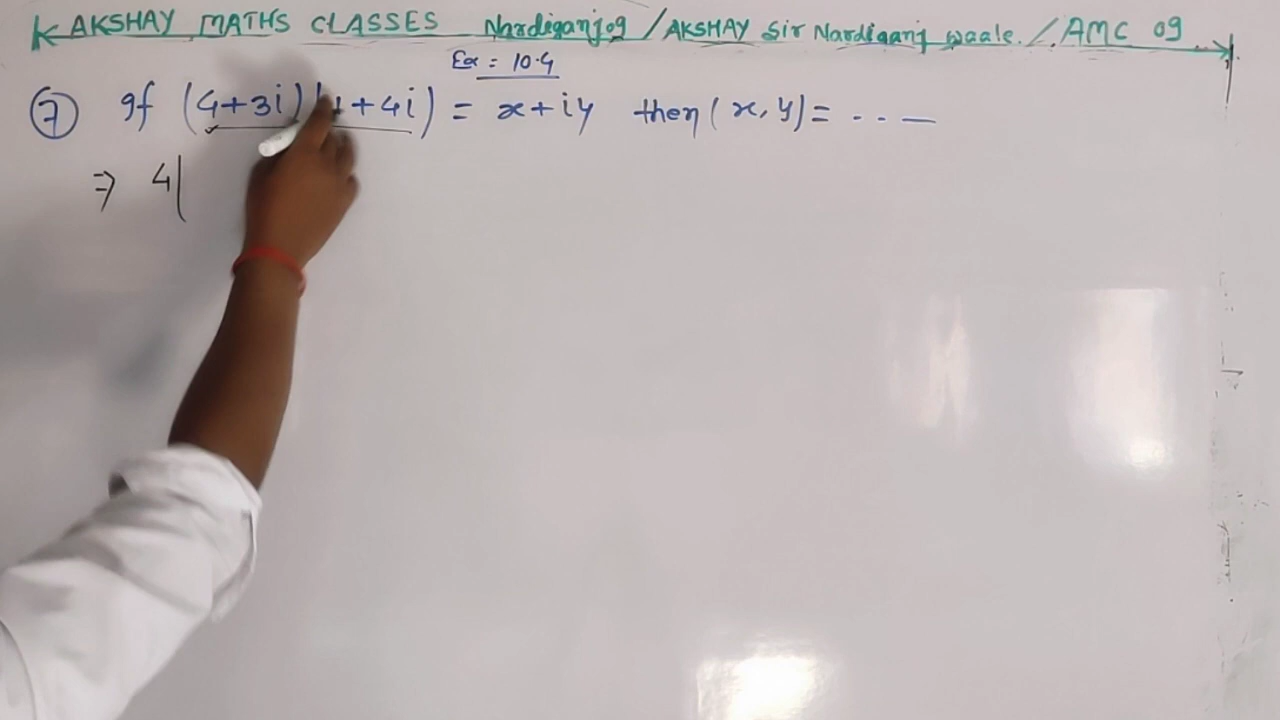 AKSHAY MATHS CLASSES Nardiganj09 / AKSHAY Sir Nardiganj waale. / AMC 09
Ex = 10.4
7 If (4+3i)( + 4i) = x + iy then (x, y) = - - -
⇒ 4(